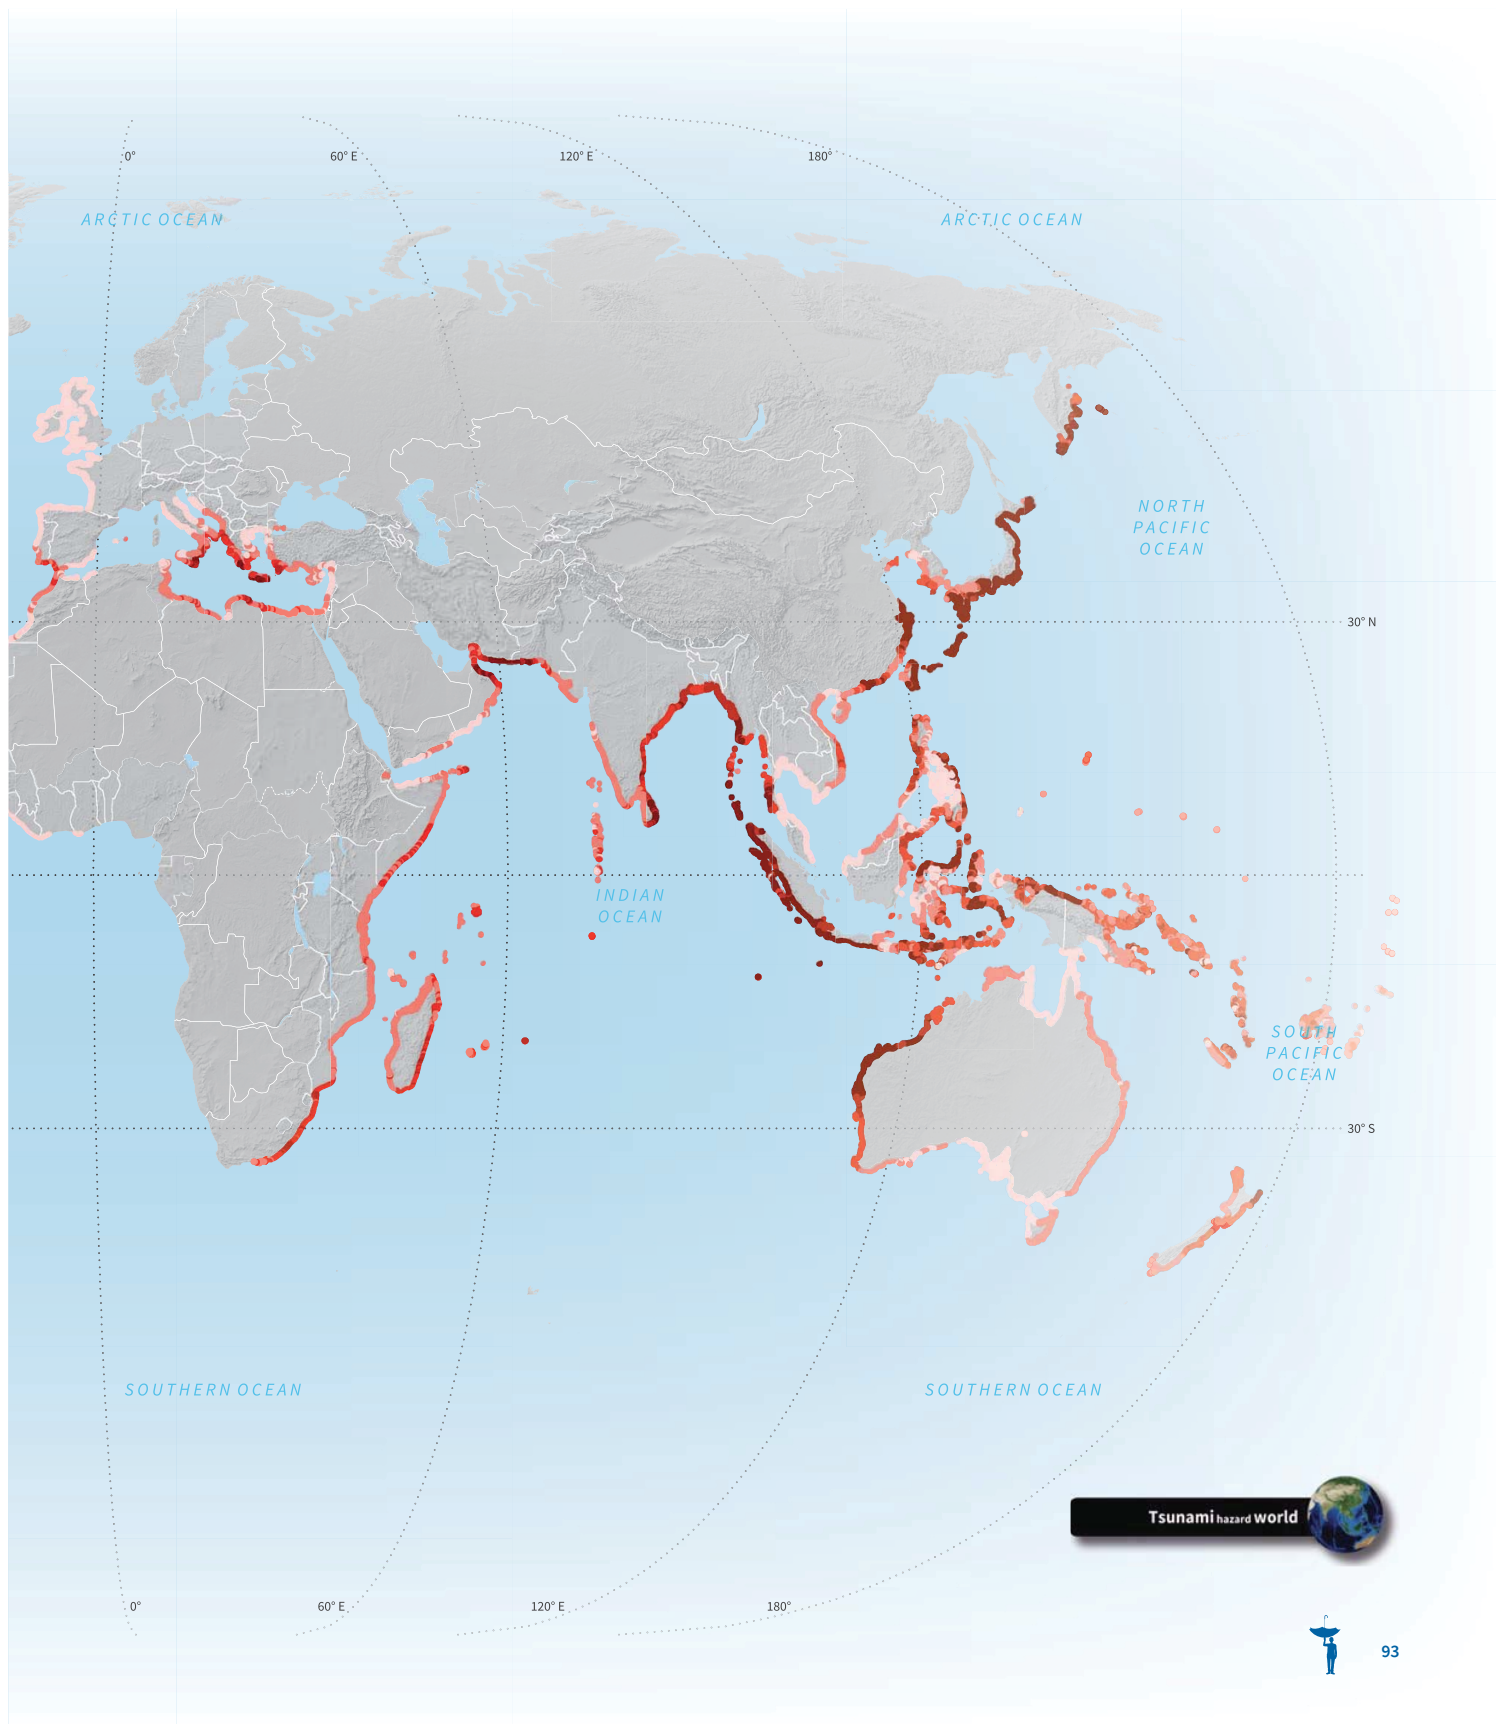 0°
60° E
120° E
180°
ARCTIC OCEAN
ARCTIC OCEAN
NORTH
PACIFIC
OCEAN
30° N
INDIAN
OCEAN
SOUTH
PACIFIC
OCEAN
30° S
SOUTHERN OCEAN
SOUTHERN OCEAN
Tsunami hazard world
0°
60° E
120° E
180°
93